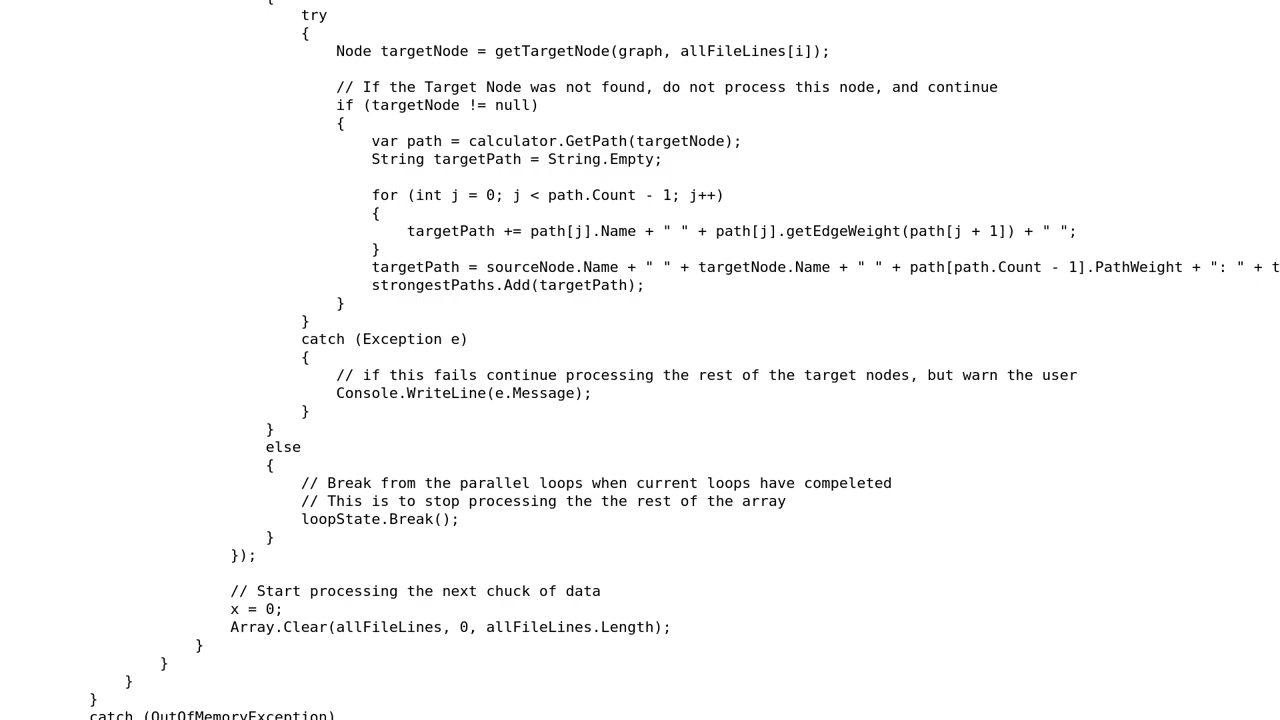 {
try
{
Node targetNode = getTargetNode(graph, allFileLines[i]);
// If the Target Node was not found, do not process this node, and continue
if (targetNode != null)
{
var path = calculator.GetPath(targetNode);
String targetPath = String.Empty;
for (int j = 0; j < path.Count - 1; j++)
{
targetPath += path[j].Name + " " + path[j].getEdgeWeight(path[j + 1]) + " ";
}
targetPath = sourceNode.Name + " " + targetNode.Name + " " + path[path.Count - 1].PathWeight + ": " + t
strongestPaths.Add(targetPath);
}
}
catch (Exception e)
{
// if this fails continue processing the rest of the target nodes, but warn the user
Console.WriteLine(e.Message);
}
}
else
{
// Break from the parallel loops when current loops have compeleted
// This is to stop processing the the rest of the array
loopState.Break();
}
});
// Start processing the next chuck of data
x = 0;
Array.Clear(allFileLines, 0, allFileLines.Length);
}
}
}
}
catch (OutOfMemoryException)